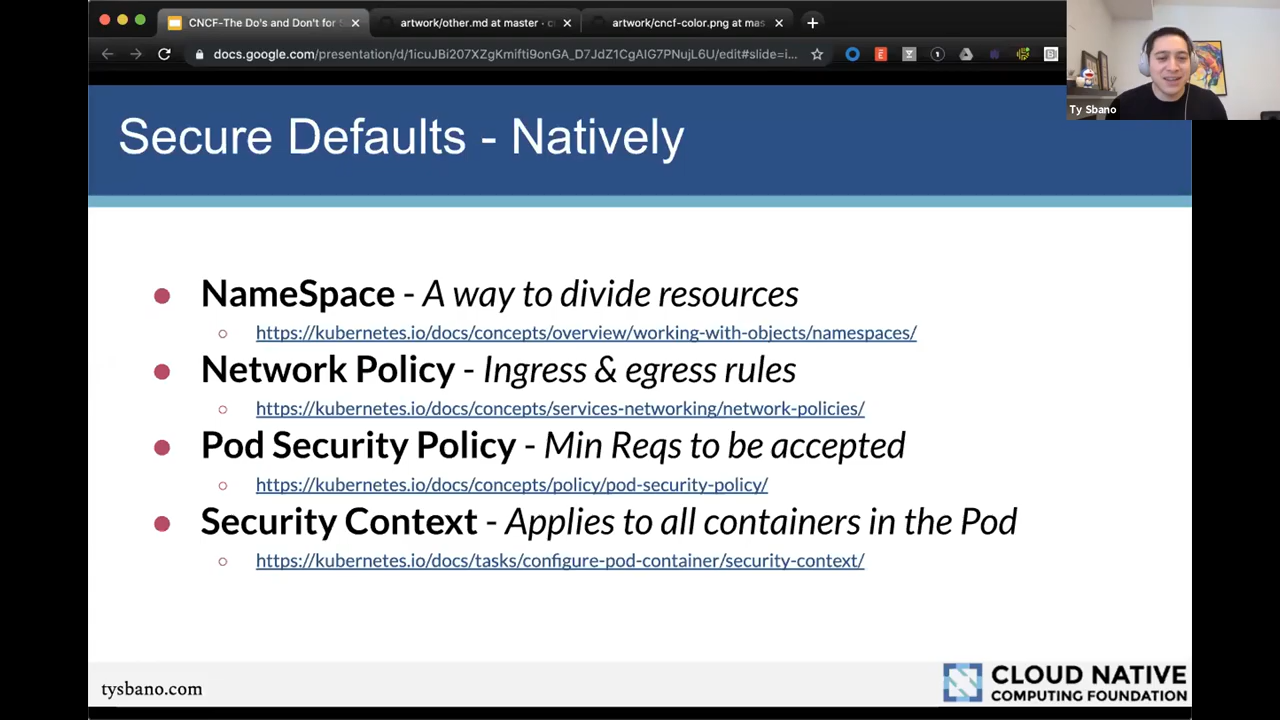 CNCF-The Do's and Don't for S
artwork/other.md at master · c
artwork/cncf-color.png at mas
docs.google.com/presentation/d/1icuJBi207XZgKmifti9onGA_D7JdZ1CgAIG7PNujL6U/edit#slide=i...
Ty Sbano
Secure Defaults - Natively
NameSpace - A way to divide resources
https://kubernetes.io/docs/concepts/overview/working-with-objects/namespaces/
Network Policy - Ingress & egress rules
https://kubernetes.io/docs/concepts/services-networking/network-policies/
Pod Security Policy - Min Reqs to be accepted
https://kubernetes.io/docs/concepts/policy/pod-security-policy/
Security Context - Applies to all containers in the Pod
https://kubernetes.io/docs/tasks/configure-pod-container/security-context/
tysbano.com
CLOUD NATIVE
COMPUTING FOUNDATION